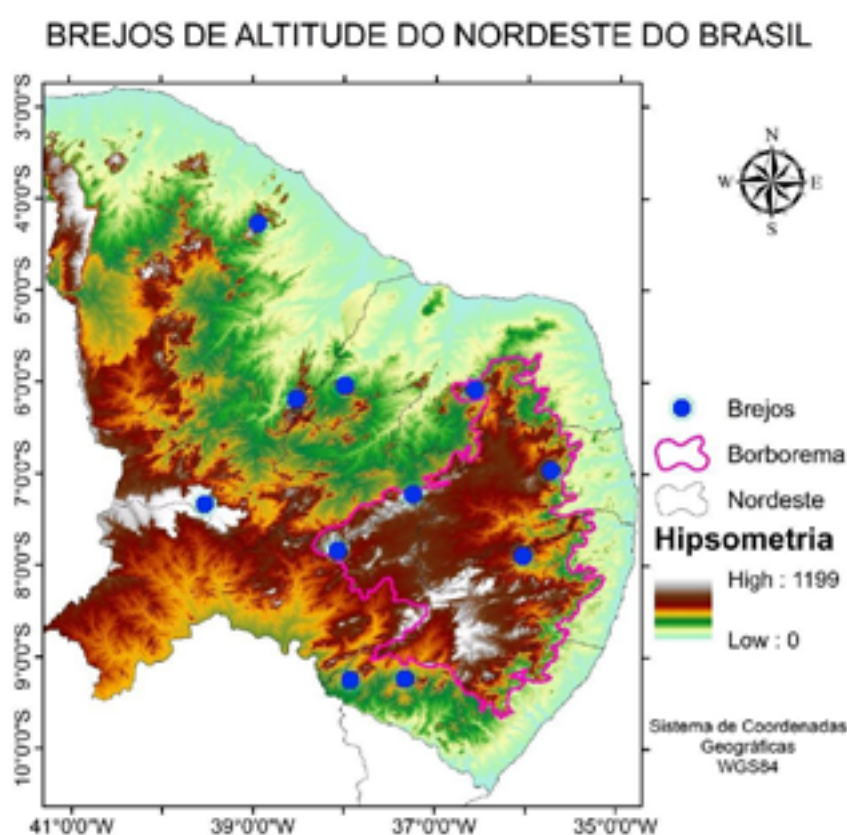 BREJOS DE ALTITUDE DO NORDESTE DO BRASIL
3°0'0"S
4°0'0"S
5°0'0"S
6°0'0"S
7°0'0"S
8°0'0"S
9°0'0"S
10°0'0"S
41°0'0"W
39°0'0"W
37°0'0"W
35°0'0"W
N
W
E
S
Brejos
Borborema
Nordeste
Hipsometria
High : 1199
Low : 0
Sistema de Coordenadas
Geográficas
WGS84